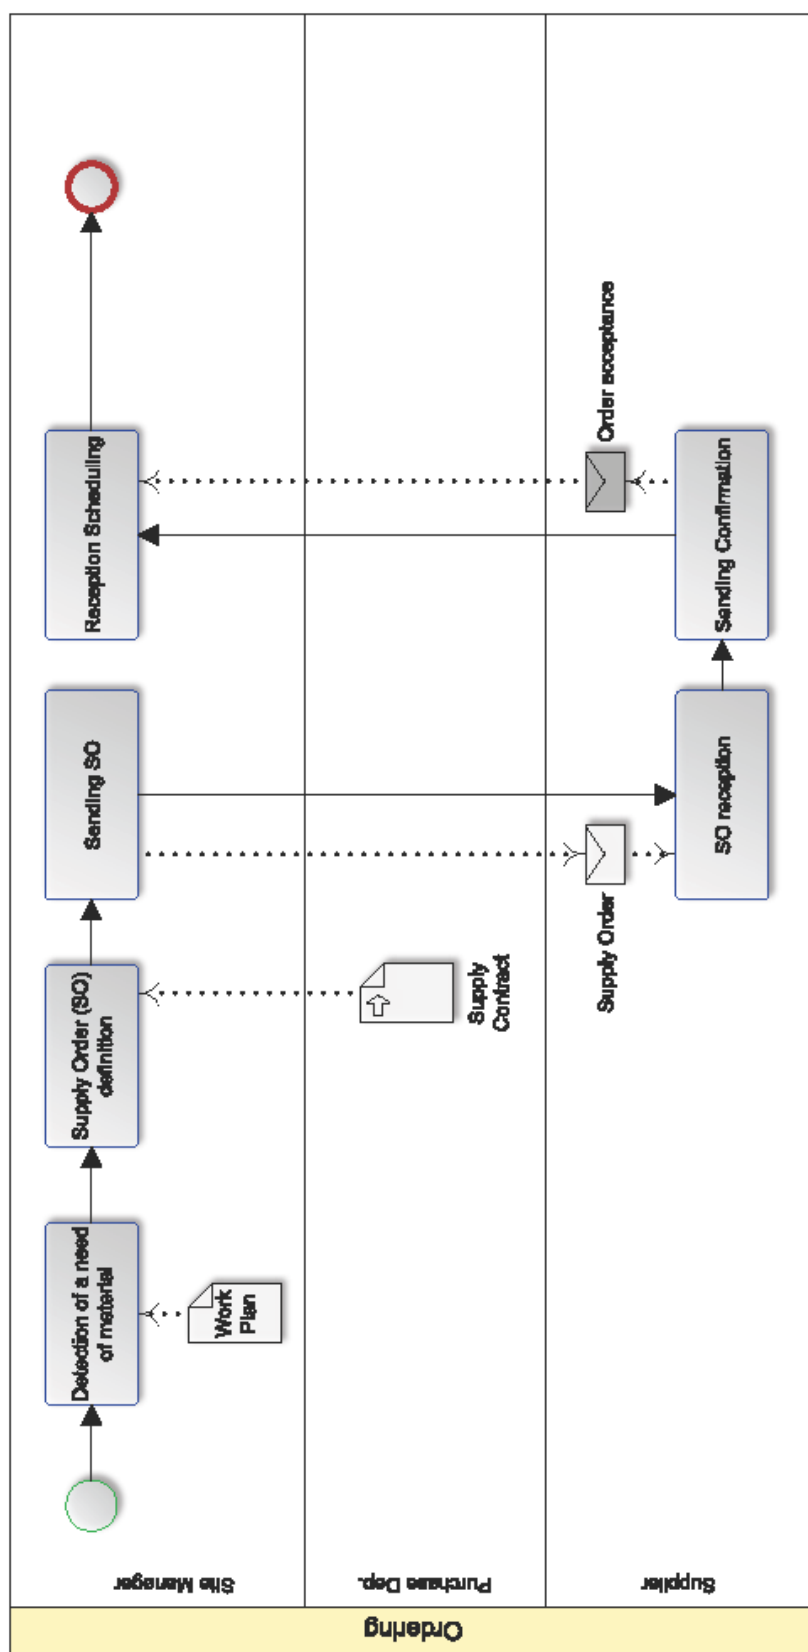 Ordering
Site Manager
Purchase Dep.
Supplier
Detection of a need
of material
Work
Plan
Supply Order (SO)
definition
Supply
Contract
Sending SO
Supply Order
SO reception
Sending Confirmation
Order acceptance
Reception Scheduling